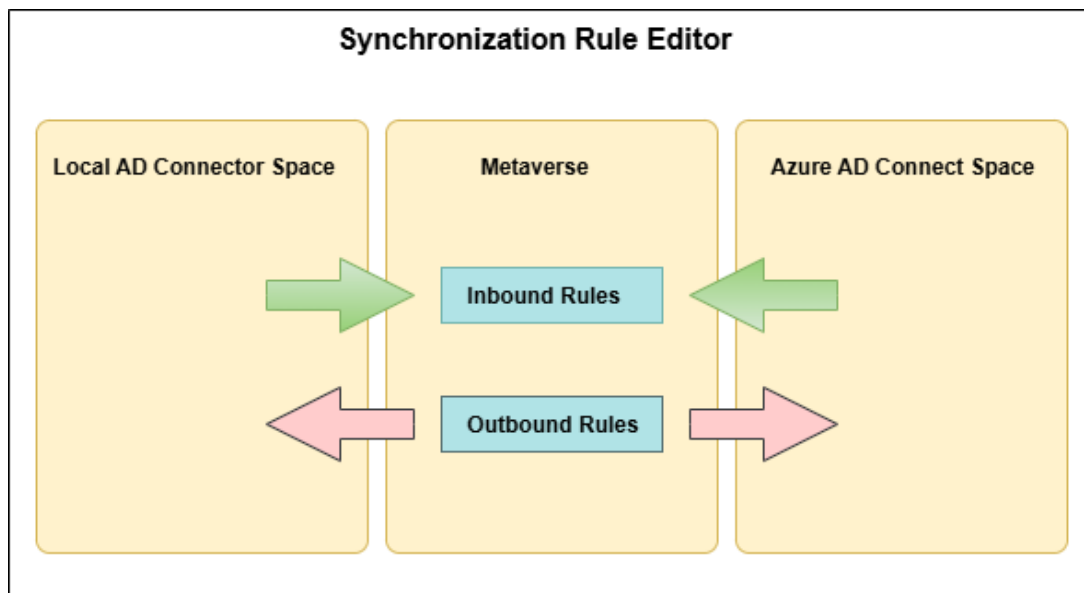 Synchronization Rule Editor
Local AD Connector Space
Metaverse
Azure AD Connect Space
Inbound Rules
Outbound Rules